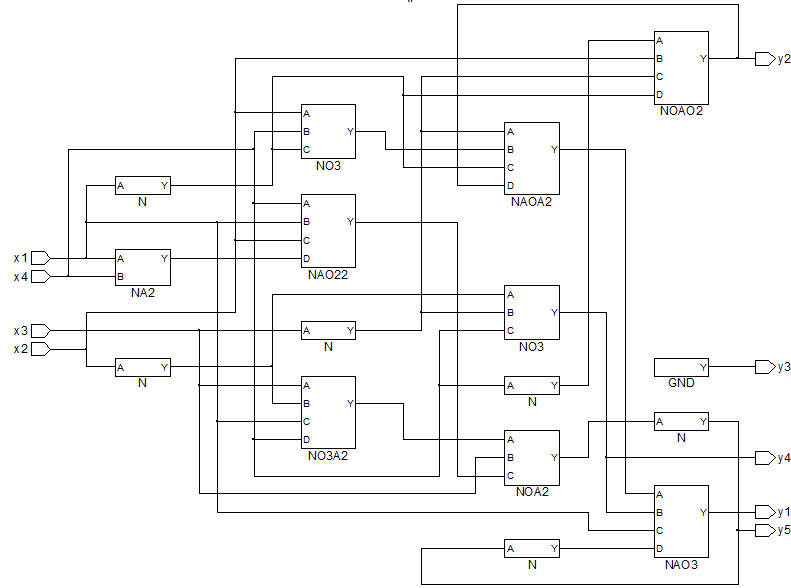 A
B Y y2
C
D
NOAO2
A
B Y
C
NO3
A
B Y
C
D
NAOA2
A Y
N
A
B Y
C
D
NAO22
x1 A Y
x4 B
NA2
A
B Y
C
NO3
x3 A Y
N
x2
A Y
N
Y y3
GND
A
B Y
C
D
NO3A2
A Y
N
A Y
N
A
B Y
C
NOA2
y4
A
B Y y1
C y5
D
NAO3
A Y
N